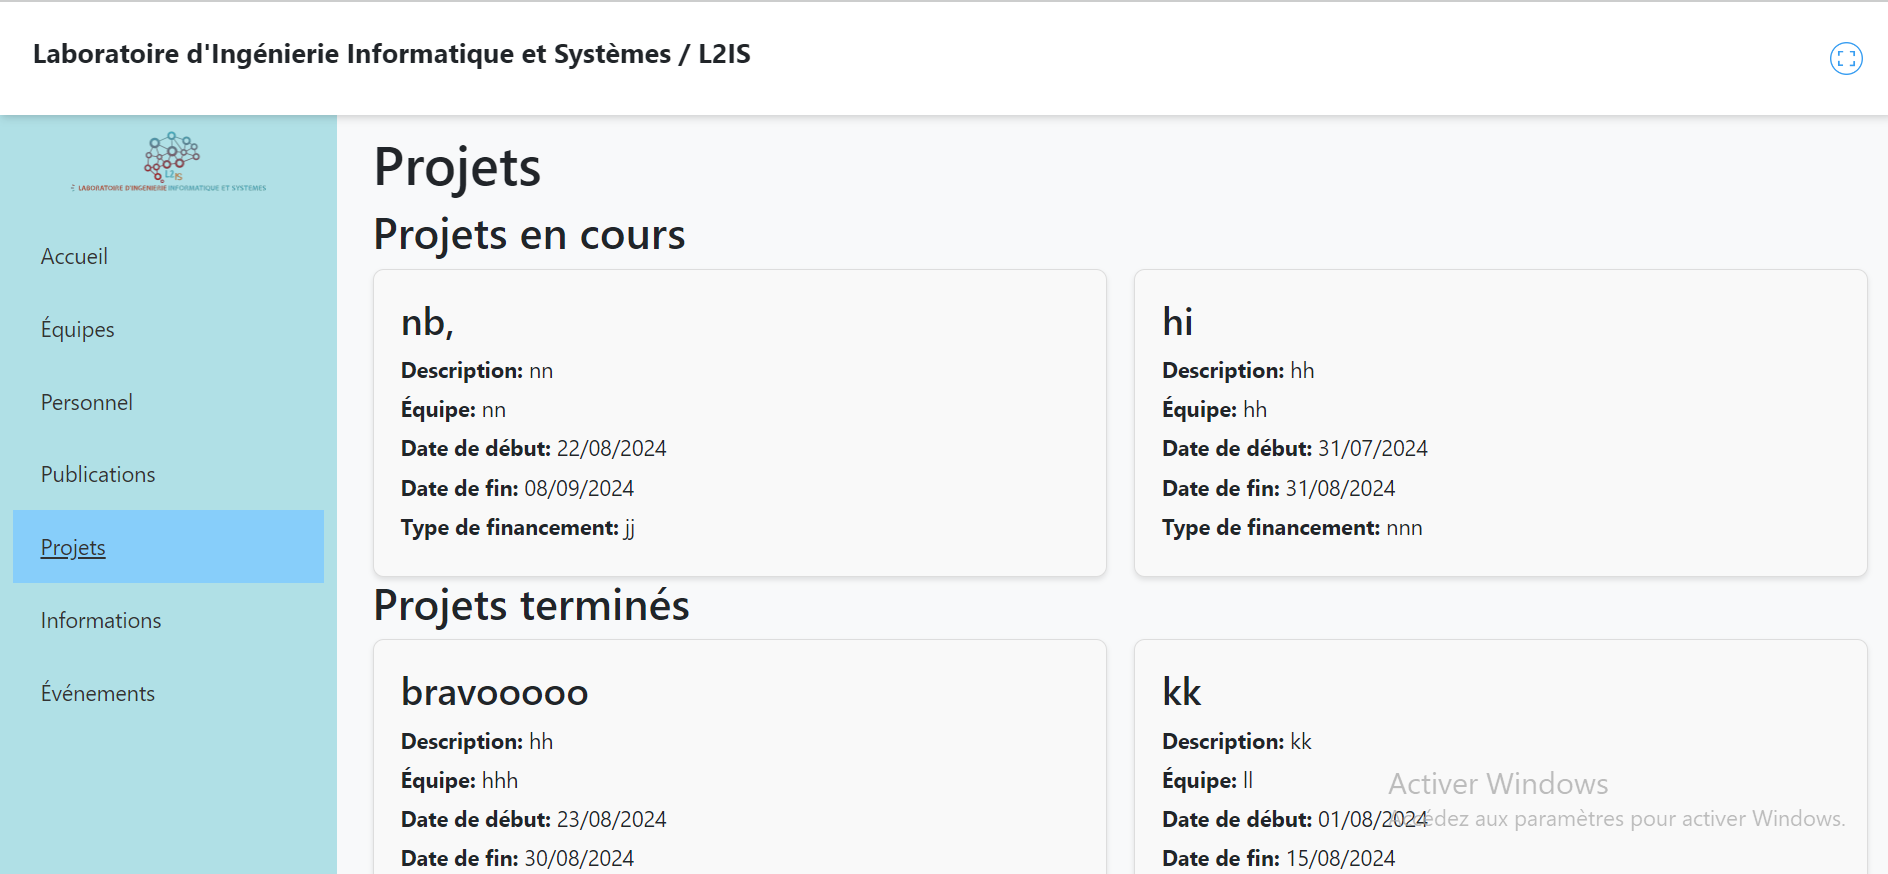 Laboratoire d'Ingénierie Informatique et Systèmes / L2IS
L2IS
LABORATOIRE D'INGENIERIE INFORMATIQUE ET SYSTEMES
Accueil
Équipes
Personnel
Publications
Projets
Informations
Événements
Projets
Projets en cours
nb,
Description: nn
Équipe: nn
Date de début: 22/08/2024
Date de fin: 08/09/2024
Type de financement: jj
hi
Description: hh
Équipe: hh
Date de début: 31/07/2024
Date de fin: 31/08/2024
Type de financement: nnn
Projets terminés
bravooooo
Description: hh
Équipe: hhh
Date de début: 23/08/2024
Date de fin: 30/08/2024
kk
Description: kk
Équipe: ll
Date de début: 01/08/2024
Date de fin: 15/08/2024
Activer Windows
Accédez aux paramètres pour activer Windows.